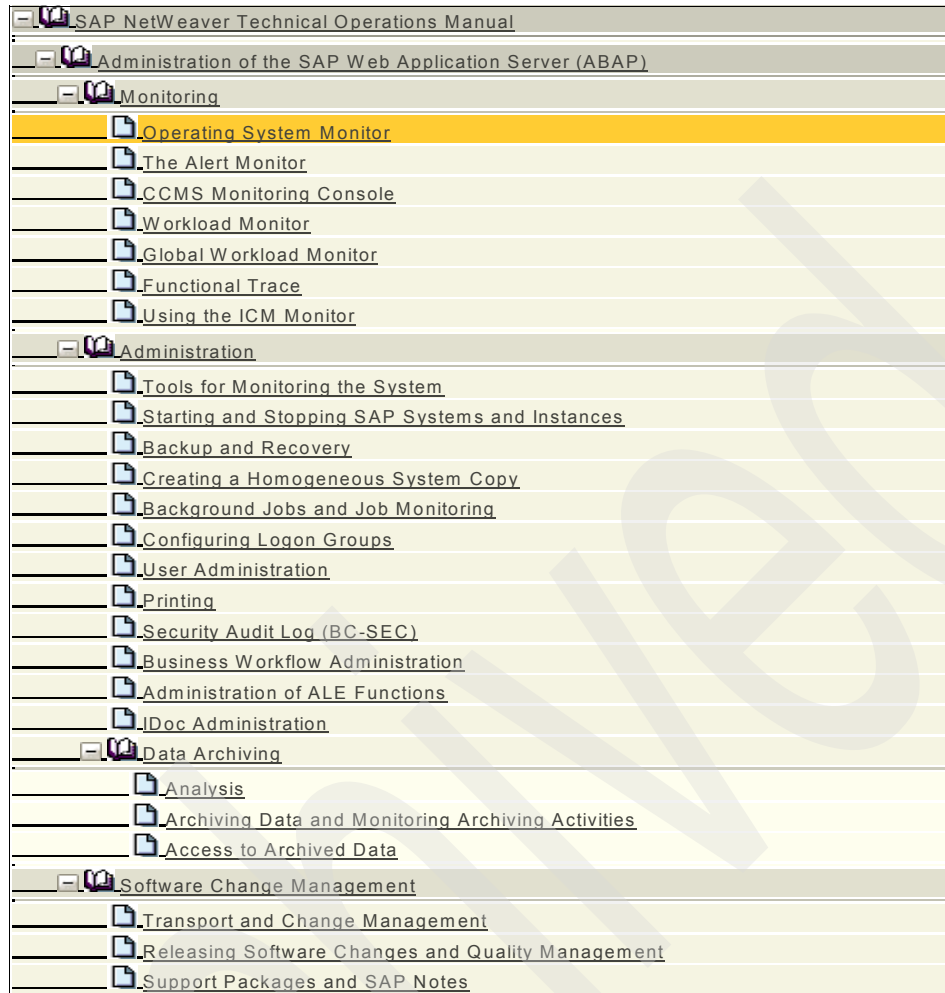 SAP NetWeaver Technical Operations Manual
Administration of the SAP Web Application Server (ABAP)
Monitoring
Operating System Monitor
The Alert Monitor
CCMS Monitoring Console
Workload Monitor
Global Workload Monitor
Functional Trace
Using the ICM Monitor
Administration
Tools for Monitoring the System
Starting and Stopping SAP Systems and Instances
Backup and Recovery
Creating a Homogeneous System Copy
Background Jobs and Job Monitoring
Configuring Logon Groups
User Administration
Printing
Security Audit Log (BC-SEC)
Business Workflow Administration
Administration of ALE Functions
IDoc Administration
Data Archiving
Analysis
Archiving Data and Monitoring Archiving Activities
Access to Archived Data
Software Change Management
Transport and Change Management
Releasing Software Changes and Quality Management
Support Packages and SAP Notes